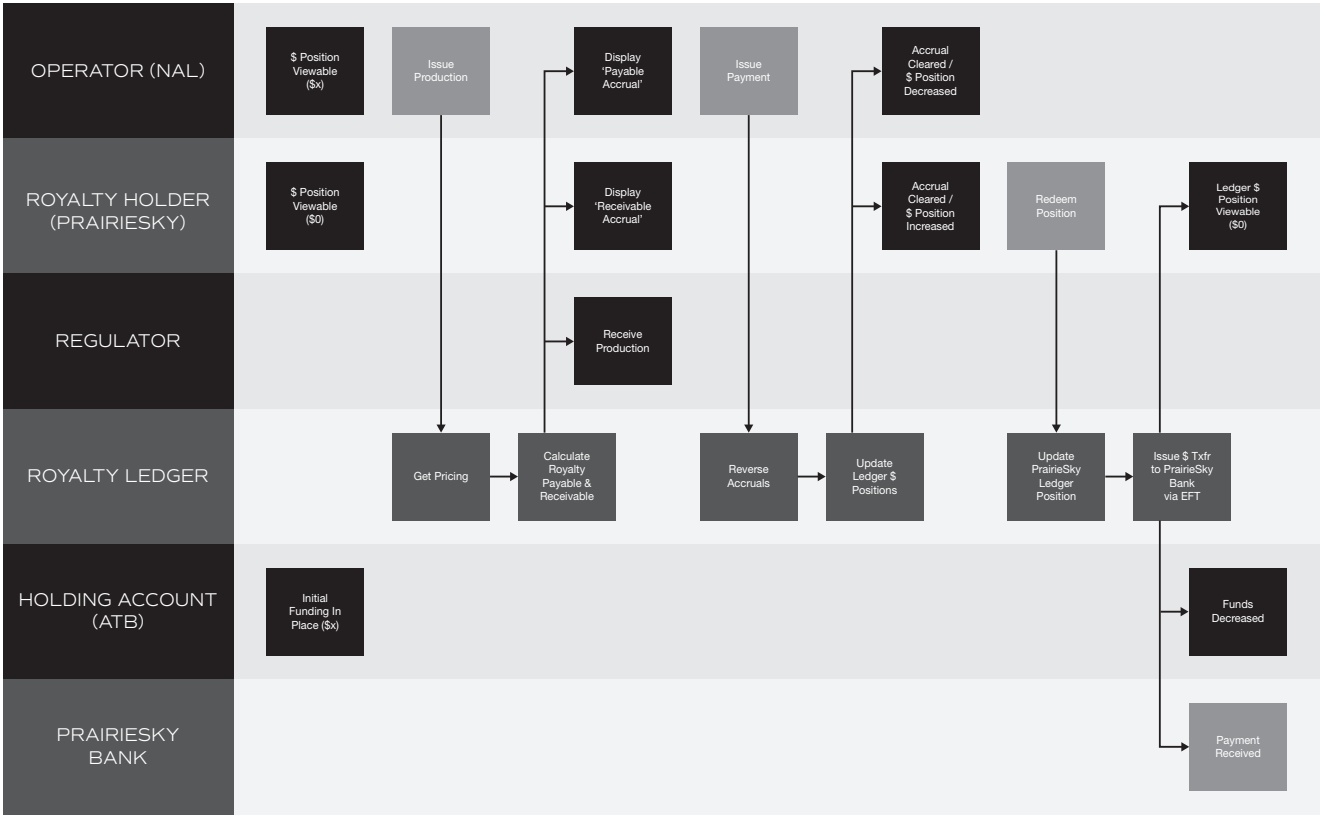 OPERATOR (NAL)
$ Position
Viewable
($x)
Issue
Production
Display
‘Payable
Accrual’
Issue
Payment
Accrual
Cleared /
$ Position
Decreased
ROYALTY HOLDER
(PRAIRIESKY)
$ Position
Viewable
($0)
Display
‘Receivable
Accrual’
Accrual
Cleared /
$ Position
Increased
Redeem
Position
Ledger $
Position
Viewable
($0)
REGULATOR
Receive
Production
ROYALTY LEDGER
Get Pricing
Calculate
Royalty
Payable &
Receivable
Reverse
Accruals
Update
Ledger $
Positions
Update
PrairieSky
Ledger
Position
Issue $ Txfr
to PrairieSky
Bank
via EFT
HOLDING ACCOUNT
(ATB)
Initial
Funding In
Place ($x)
Funds
Decreased
PRAIRIESKY
BANK
Payment
Received